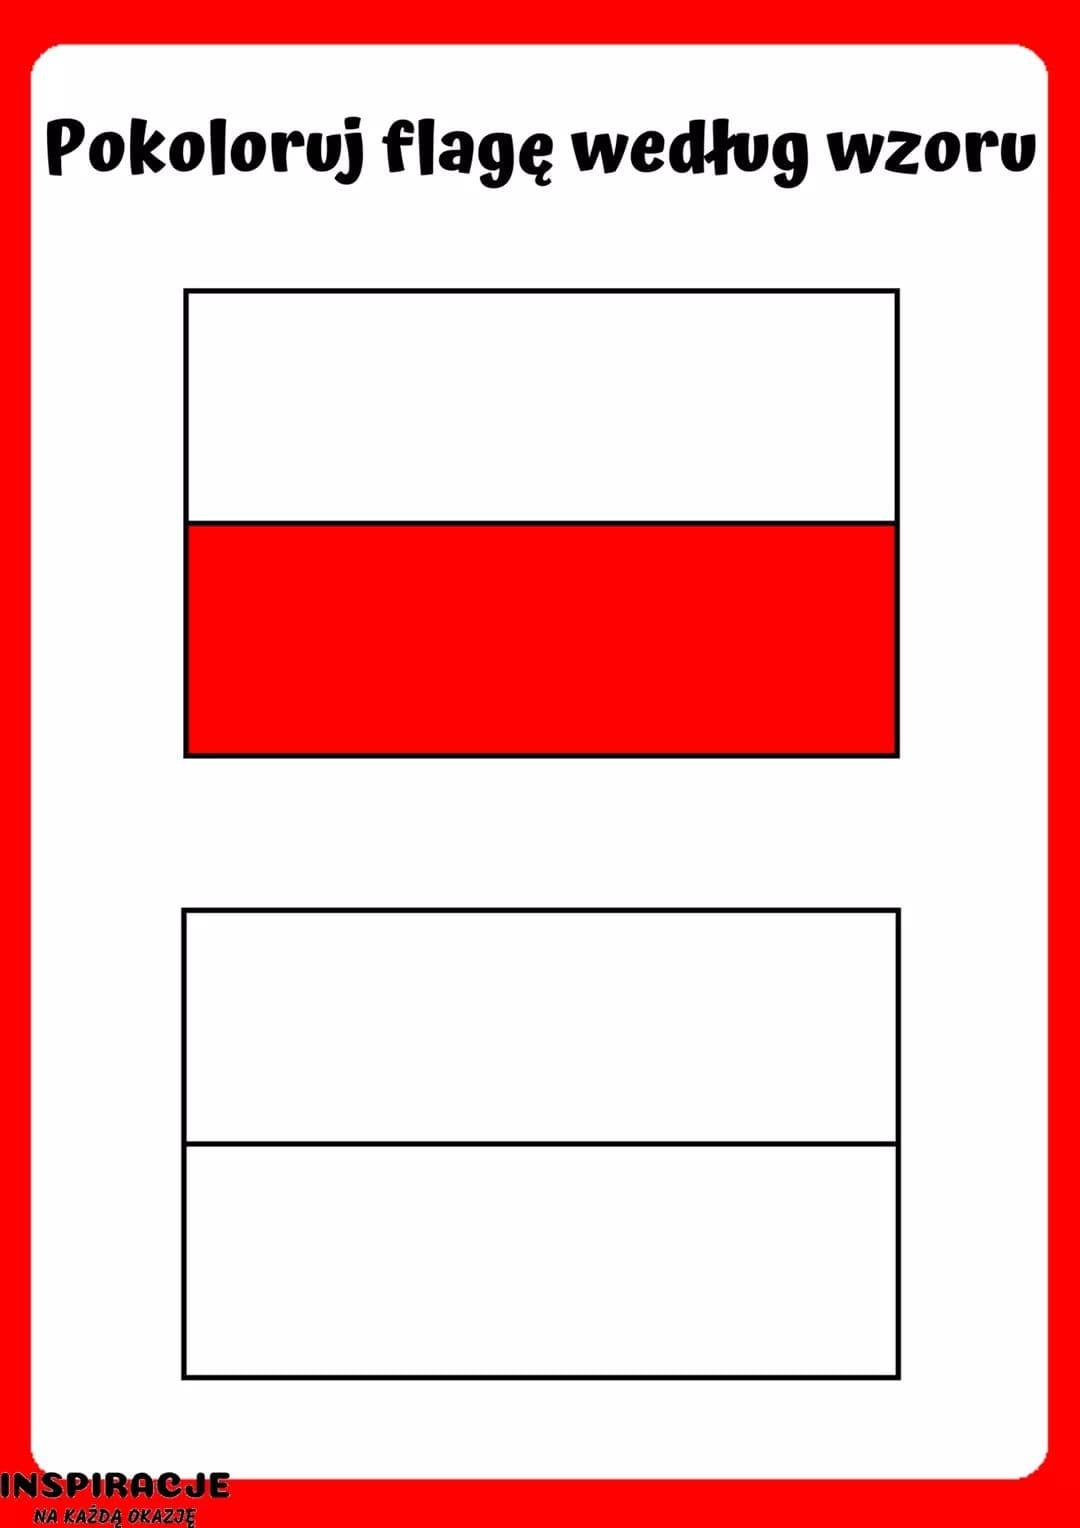 Pokoloruj flagę według wzoru
INSPIRACJE
NA KAŻDĄ OKAZJĘ